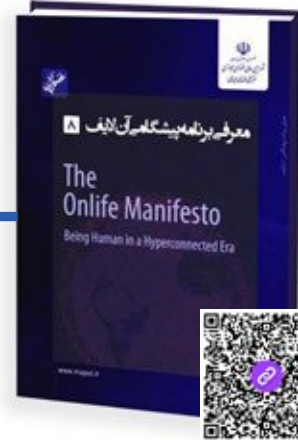 معرفی برنامه پیشگامی آن‌لایف ۸
The
Onlife Manifesto
Being Human in a Hyperconnected Era